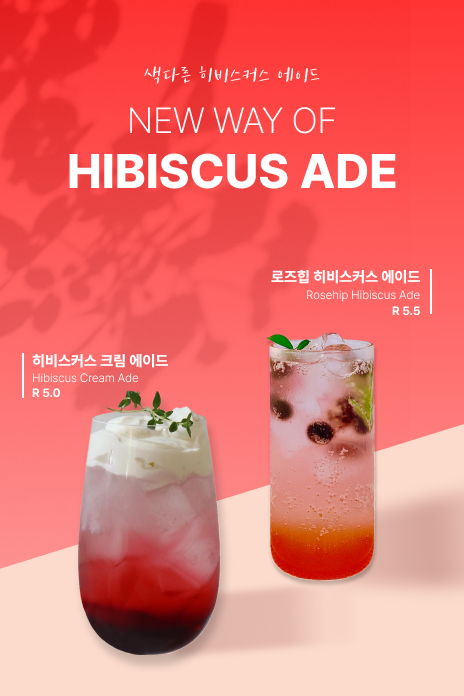 색다른 히비스커스 에이드
NEW WAY OF
HIBISCUS ADE
로즈힙 히비스커스 에이드
Rosehip Hibiscus Ade
R 5.5
히비스커스 크림 에이드
Hibiscus Cream Ade
R 5.0